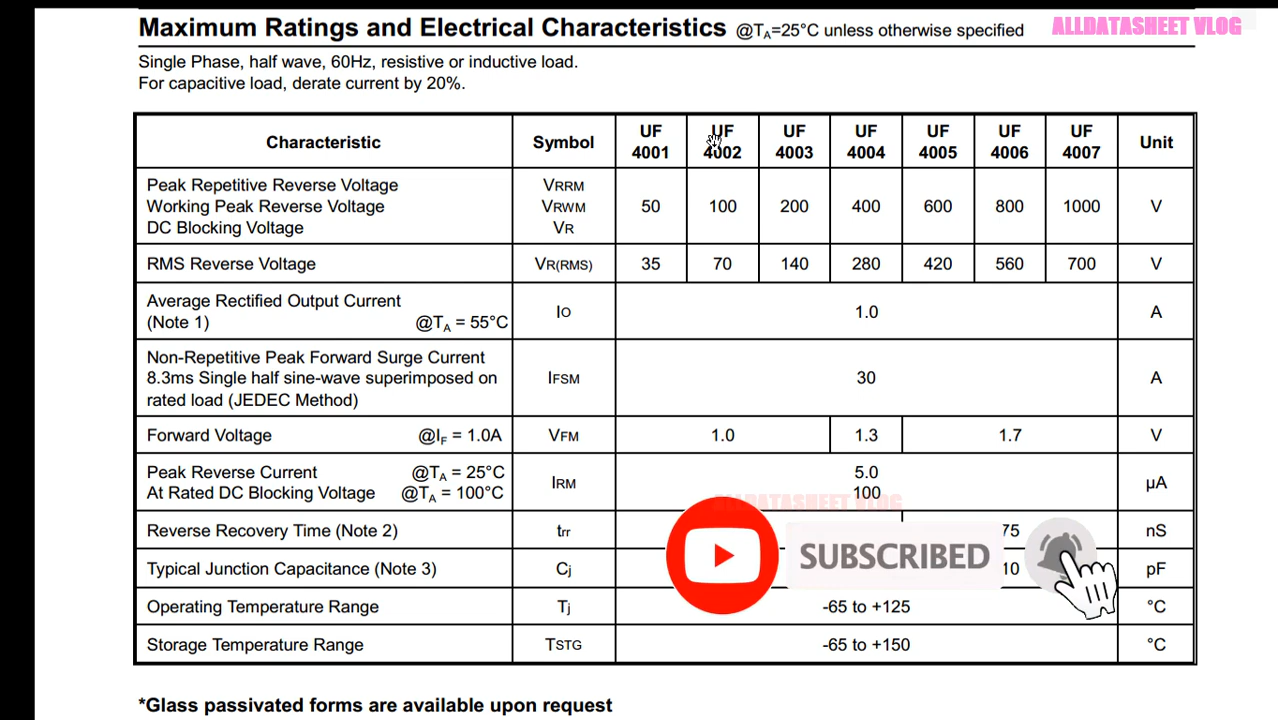 Maximum Ratings and Electrical Characteristics @TA=25°C unless otherwise specified
ALLDATASHEET VLOG
Single Phase, half wave, 60Hz, resistive or inductive load.
For capacitive load, derate current by 20%.
Characteristic Symbol UF 4001 UF 4002 UF 4003 UF 4004 UF 4005 UF 4006 UF 4007 Unit
Peak Repetitive Reverse Voltage VRRM
Working Peak Reverse Voltage VRWM 50 100 200 400 600 800 1000 V
DC Blocking Voltage VR
RMS Reverse Voltage VR(RMS) 35 70 140 280 420 560 700 V
Average Rectified Output Current
(Note 1) @TA = 55°C IO 1.0 A
Non-Repetitive Peak Forward Surge Current
8.3ms Single half sine-wave superimposed on IFSM 30 A
rated load (JEDEC Method)
Forward Voltage @IF = 1.0A VFM 1.0 1.3 1.7 V
Peak Reverse Current @TA = 25°C 5.0
At Rated DC Blocking Voltage @TA = 100°C IRM 100 µA
ALLDATASHEET VLOG
Reverse Recovery Time (Note 2) trr 75 nS
SUBSCRIBED
Typical Junction Capacitance (Note 3) Cj 10 pF
Operating Temperature Range Tj -65 to +125 °C
Storage Temperature Range TSTG -65 to +150 °C
*Glass passivated forms are available upon request